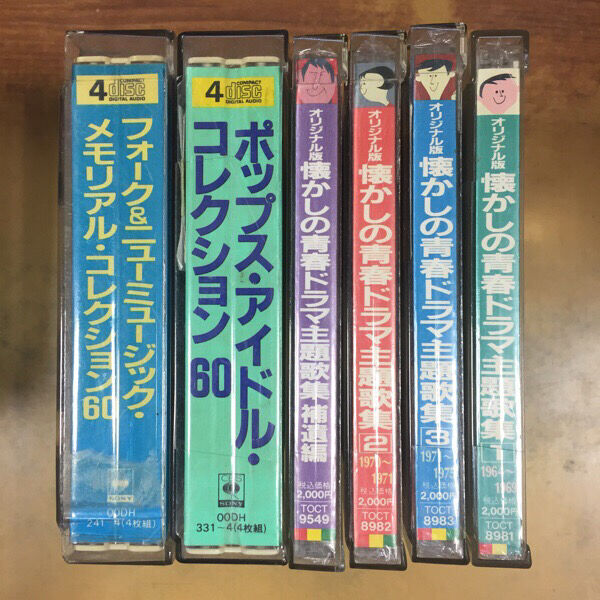 4 COMPACT
disc
DIGITAL AUDIO
フォーク&ニューミュージック・
メモリアル・コレクション60
SONY
00DH
241~4(4枚組)
4 COMPACT
disc
DIGITAL AUDIO
ポップス・アイドル・
コレクション
60
CBS
SONY
00DH
331~4(4枚組)
オリジナル版
懐かしの青春ドラマ主題歌集 補遺編
税込価格
2,000円
TOCT
9549
オリジナル版
懐かしの青春ドラマ主題歌集 2
1970~
1971
税込価格
2,000円
TOCT
8982
オリジナル版
懐かしの青春ドラマ主題歌集 3
1971~
1975
税込価格
2,000円
TOCT
8983
オリジナル版
懐かしの青春ドラマ主題歌集 1
1964~
1969
税込価格
2,000円
TOCT
8981